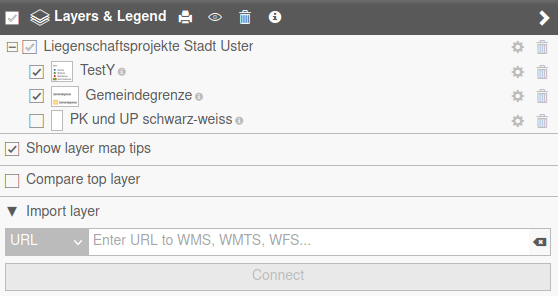 Layers & Legend
Liegenschaftsprojekte Stadt Uster
TestY
Gemeindegrenze
PK und UP schwarz-weiss
Show layer map tips
Compare top layer
Import layer
URL Enter URL to WMS, WMTS, WFS...
Connect